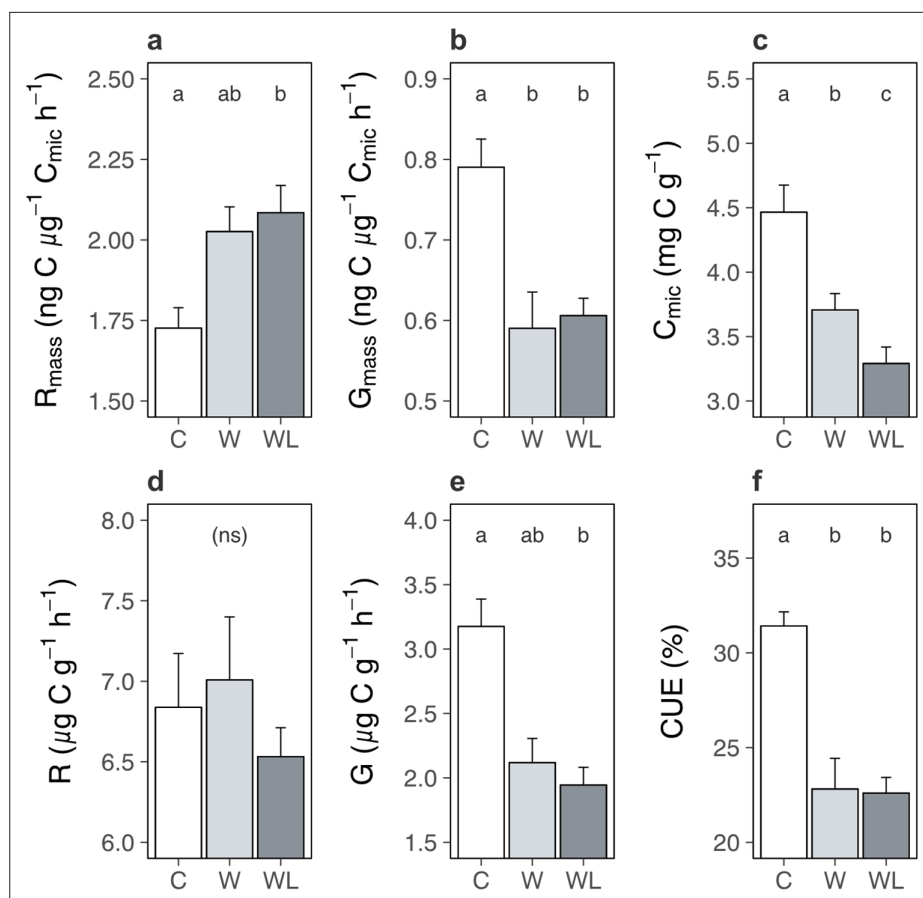 a
R_mass (ng C µg⁻¹ C_mic h⁻¹)
2.50
2.25
2.00
1.75
1.50
a ab b
C W WL
b
G_mass (ng C µg⁻¹ C_mic h⁻¹)
0.9
0.8
0.7
0.6
0.5
a b b
C W WL
c
C_mic (mg C g⁻¹)
5.5
5.0
4.5
4.0
3.5
3.0
a b c
C W WL
d
R (µg C g⁻¹ h⁻¹)
8.0
7.5
7.0
6.5
6.0
(ns)
C W WL
e
G (µg C g⁻¹ h⁻¹)
4.0
3.5
3.0
2.5
2.0
1.5
a ab b
C W WL
f
CUE (%)
35
30
25
20
a b b
C W WL